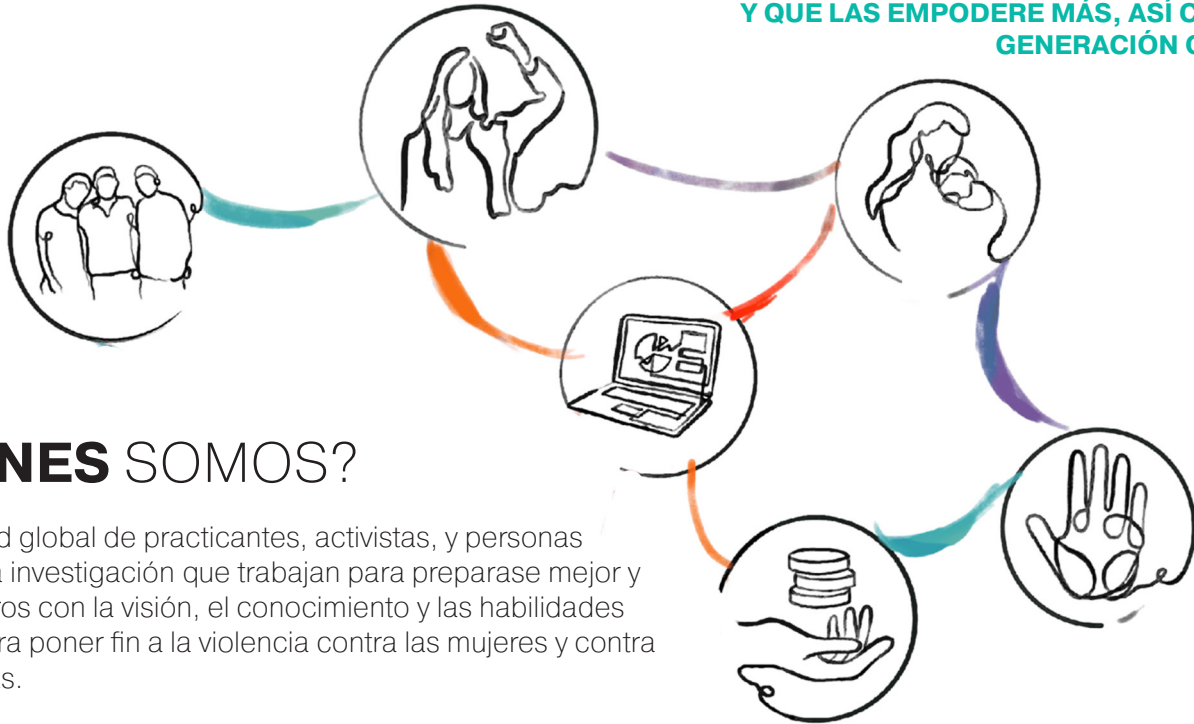 Y QUE LAS EMPODERE MÁS, ASÍ C
GENERACIÓN
NES SOMOS?
d global de practicantes, activistas, y personas
a investigación que trabajan para preparase mejor y
ros con la visión, el conocimiento y las habilidades
ra poner fin a la violencia contra las mujeres y contra
as.